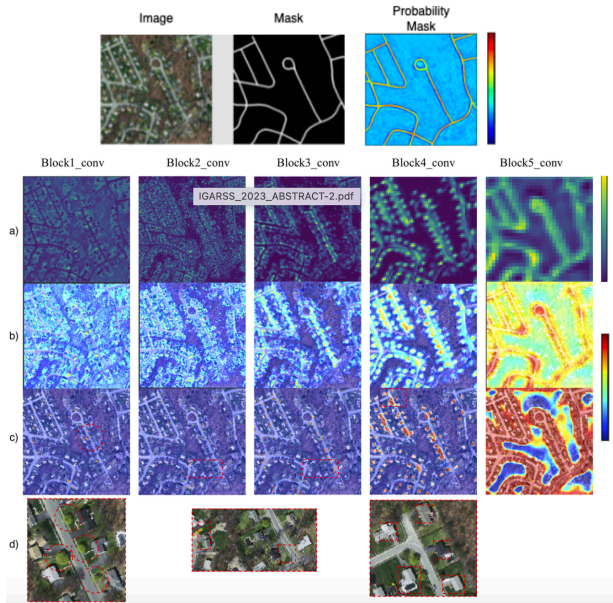 Image Mask Probability
Mask
Block1_conv Block2_conv Block3_conv Block4_conv Block5_conv
IGARSS_2023_ABSTRACT-2.pdf
a)
b)
c)
d)